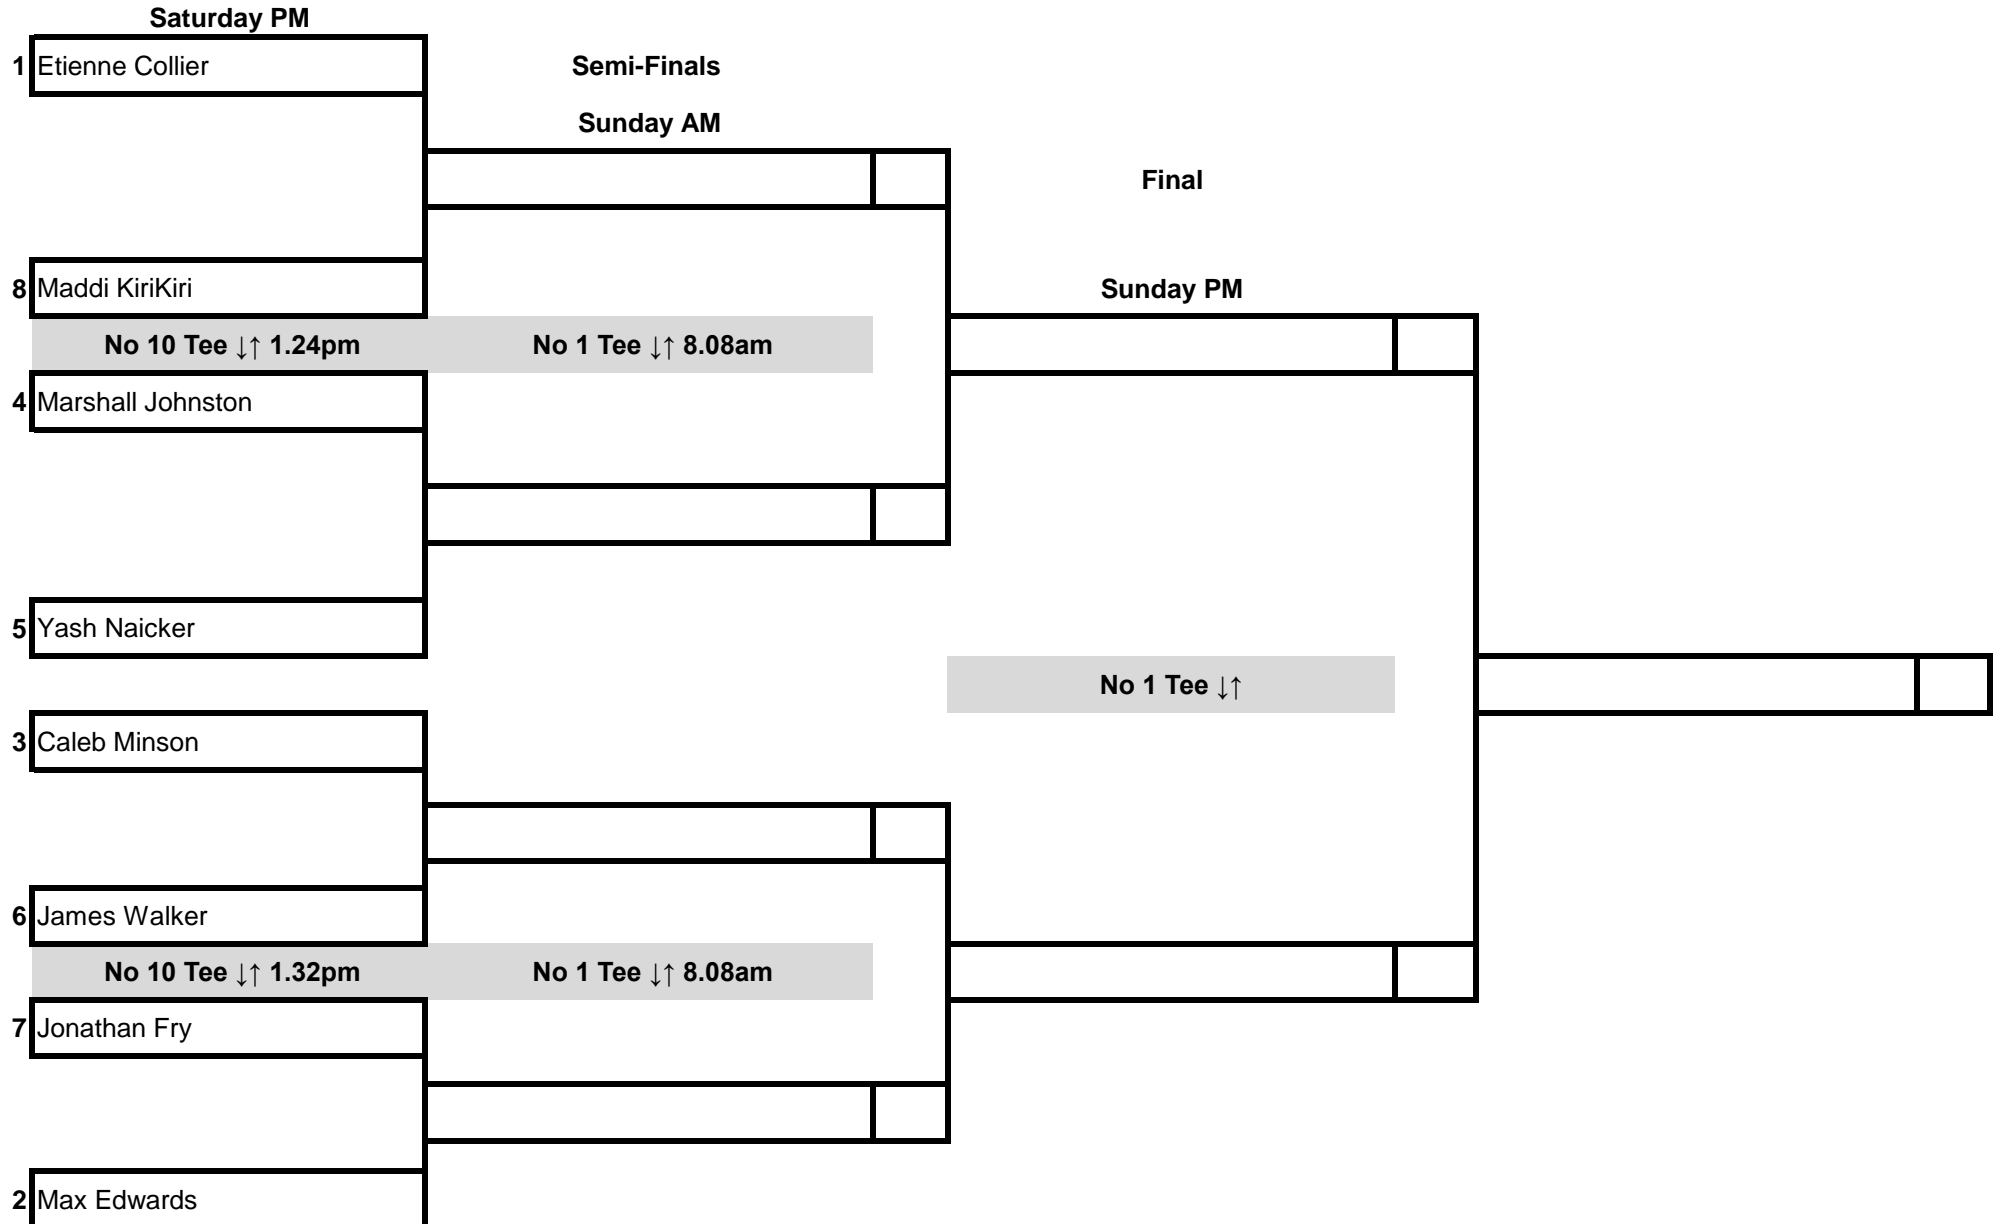 Saturday PM
1 Etienne Collier
Semi-Finals
Sunday AM
Final
8 Maddi KiriKiri
Sunday PM
No 10 Tee ↓↑ 1.24pm
No 1 Tee ↓↑ 8.08am
4 Marshall Johnston
5 Yash Naicker
No 1 Tee ↓↑
3 Caleb Minson
6 James Walker
No 10 Tee ↓↑ 1.32pm
No 1 Tee ↓↑ 8.08am
7 Jonathan Fry
2 Max Edwards